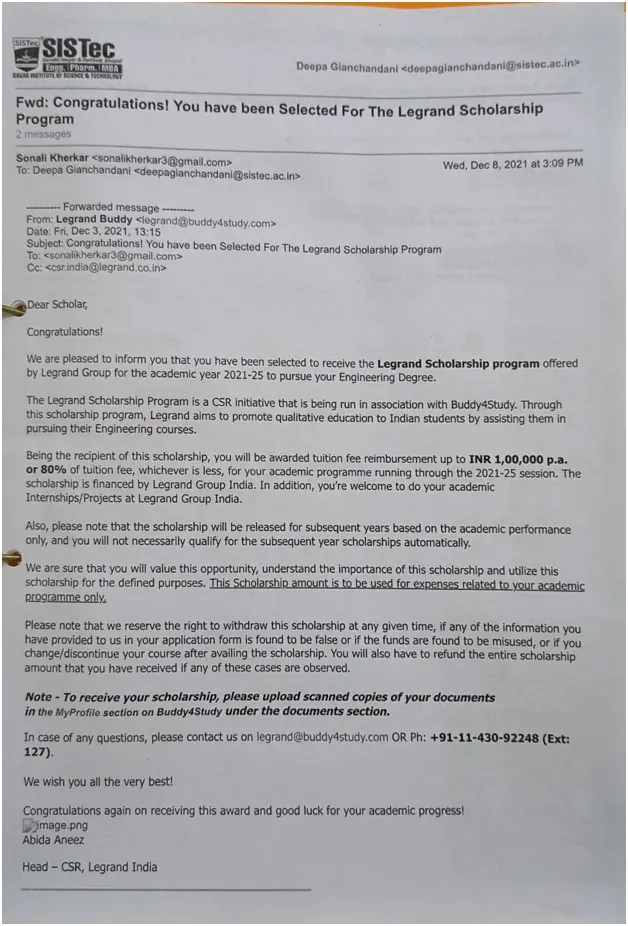 SISTec
SISTec
Gandhi Nagar & Ratibad, Bhopal
Engg. | Pharm. | MBA
SAGAR INSTITUTE OF SCIENCE & TECHNOLOGY
Deepa Gianchandani <deepagianchandani@sistec.ac.in>
Fwd: Congratulations! You have been Selected For The Legrand Scholarship
Program
2 messages
Sonali Kherkar <sonalikherkar3@gmail.com>
Wed, Dec 8, 2021 at 3:09 PM
To: Deepa Gianchandani <deepagianchandani@sistec.ac.in>
---------- Forwarded message ---------
From: Legrand Buddy <legrand@buddy4study.com>
Date: Fri, Dec 3, 2021, 13:15
Subject: Congratulations! You have been Selected For The Legrand Scholarship Program
To: <sonalikherkar3@gmail.com>
Cc: <csr.india@legrand.co.in>
Dear Scholar,
Congratulations!
We are pleased to inform you that you have been selected to receive the Legrand Scholarship program offered
by Legrand Group for the academic year 2021-25 to pursue your Engineering Degree.
The Legrand Scholarship Program is a CSR initiative that is being run in association with Buddy4Study. Through
this scholarship program, Legrand aims to promote qualitative education to Indian students by assisting them in
pursuing their Engineering courses.
Being the recipient of this scholarship, you will be awarded tuition fee reimbursement up to INR 1,00,000 p.a.
or 80% of tuition fee, whichever is less, for your academic programme running through the 2021-25 session. The
scholarship is financed by Legrand Group India. In addition, you're welcome to do your academic
Internships/Projects at Legrand Group India.
Also, please note that the scholarship will be released for subsequent years based on the academic performance
only, and you will not necessarily qualify for the subsequent year scholarships automatically.
We are sure that you will value this opportunity, understand the importance of this scholarship and utilize this
scholarship for the defined purposes. This Scholarship amount is to be used for expenses related to your academic
programme only.
Please note that we reserve the right to withdraw this scholarship at any given time, if any of the information you
have provided to us in your application form is found to be false or if the funds are found to be misused, or if you
change/discontinue your course after availing the scholarship. You will also have to refund the entire scholarship
amount that you have received if any of these cases are observed.
Note - To receive your scholarship, please upload scanned copies of your documents
in the MyProfile section on Buddy4Study under the documents section.
In case of any questions, please contact us on legrand@buddy4study.com OR Ph: +91-11-430-92248 (Ext:
127).
We wish you all the very best!
Congratulations again on receiving this award and good luck for your academic progress!
image.png
Abida Aneez
Head – CSR, Legrand India